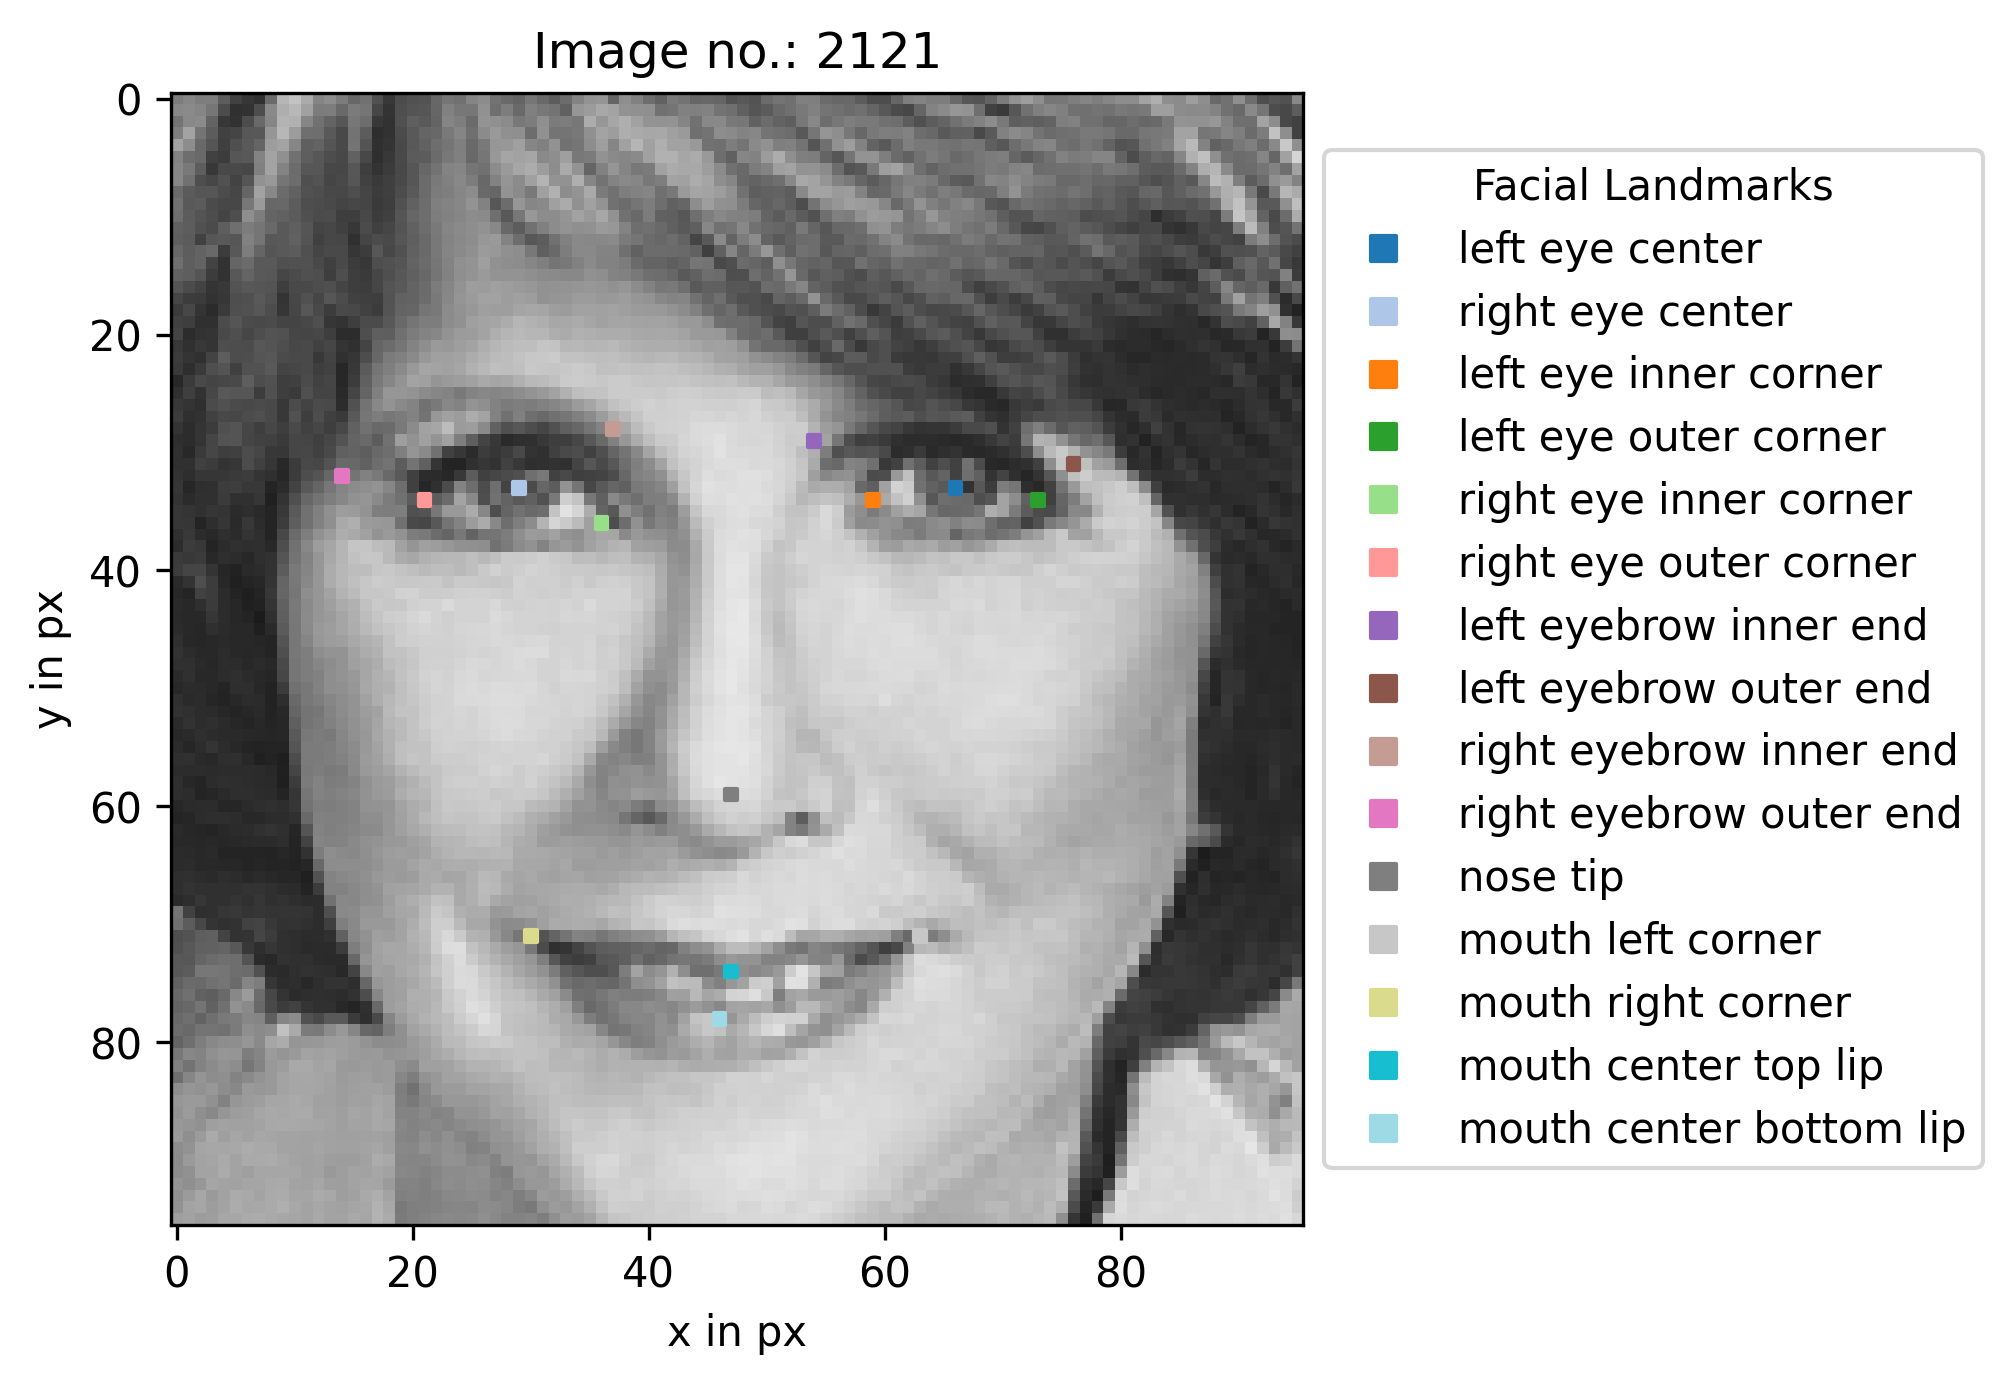 Image no.: 2121
0
20
40
60
80
y in px
0 20 40 60 80
x in px
Facial Landmarks
left eye center
right eye center
left eye inner corner
left eye outer corner
right eye inner corner
right eye outer corner
left eyebrow inner end
left eyebrow outer end
right eyebrow inner end
right eyebrow outer end
nose tip
mouth left corner
mouth right corner
mouth center top lip
mouth center bottom lip